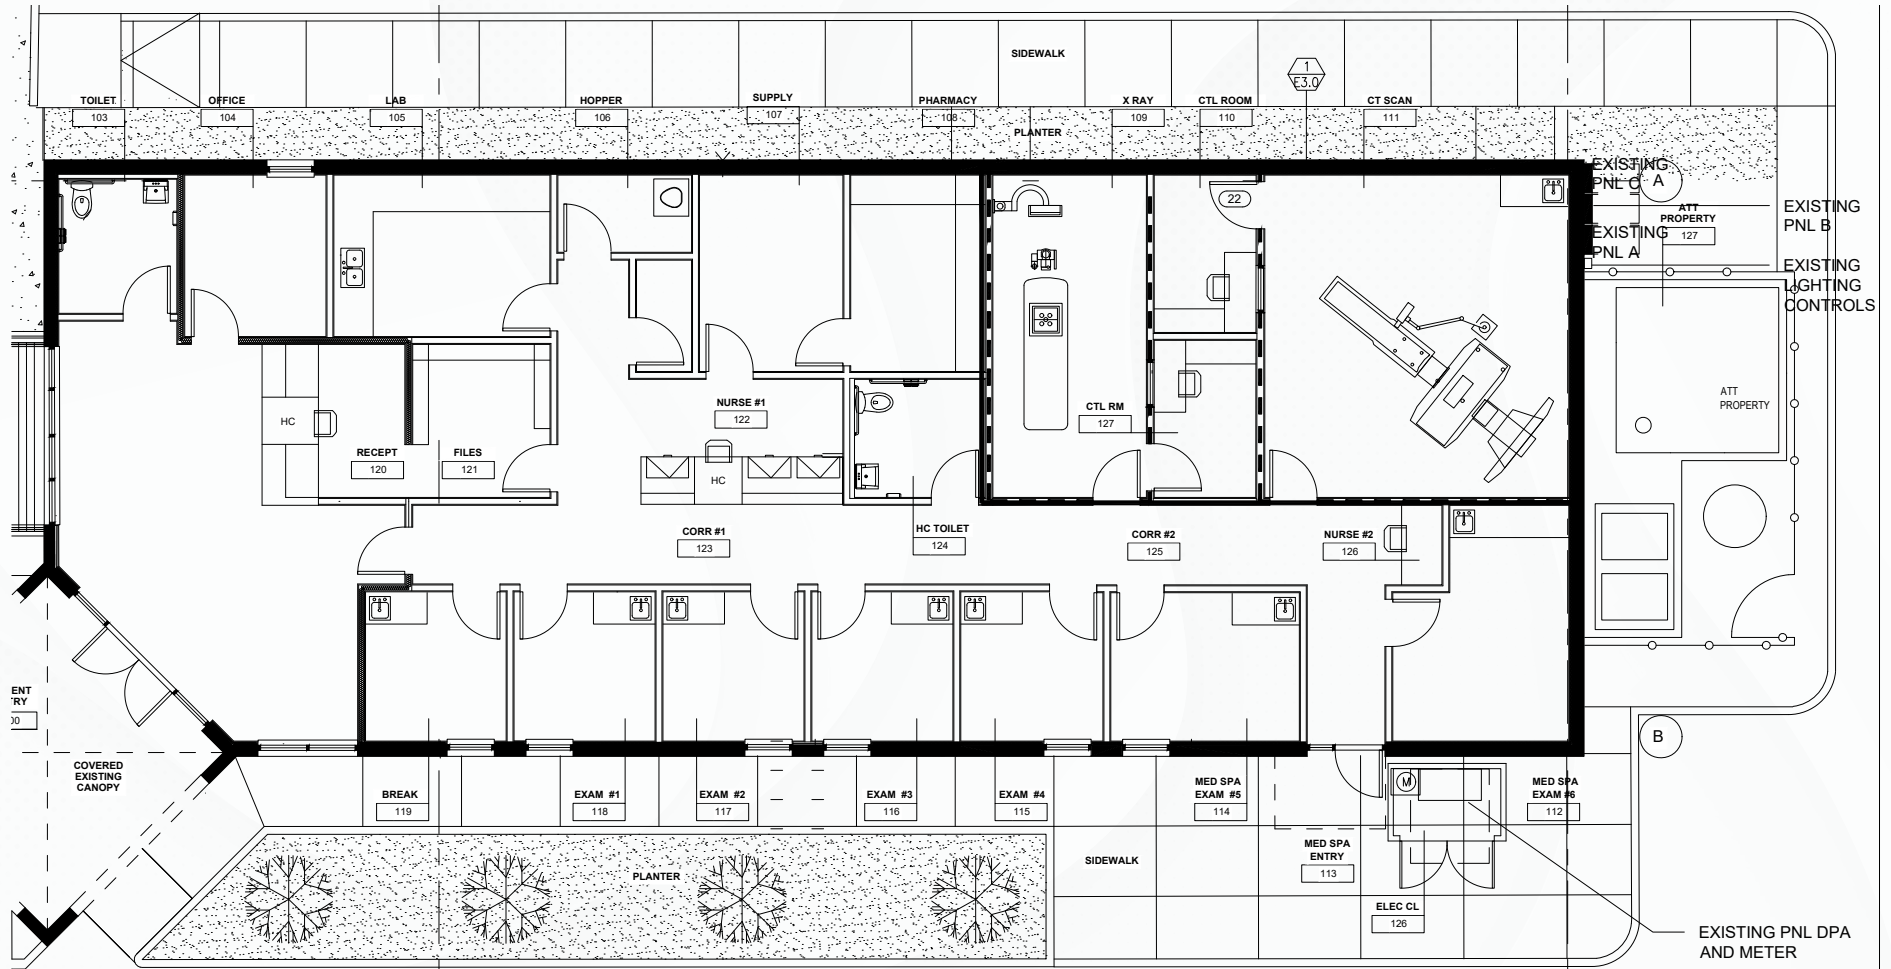 SIDEWALK
1
E3.0
TOILET
103
OFFICE
104
LAB
105
HOPPER
106
SUPPLY
107
PHARMACY
108
X RAY
109
CTL ROOM
110
CT SCAN
111
PLANTER
EXISTING
PNL C
A
22
ATT
PROPERTY
127
EXISTING
PNL B
EXISTING
PNL A
EXISTING
LIGHTING
CONTROLS
ATT
PROPERTY
NURSE #1
122
CTL RM
127
HC
RECEPT
120
FILES
121
HC
CORR #1
123
HC TOILET
124
CORR #2
125
NURSE #2
126
ENT
RY
00
COVERED
EXISTING
CANOPY
B
BREAK
119
EXAM #1
118
EXAM #2
117
EXAM #3
116
EXAM #4
115
MED SPA
EXAM #5
114
M
MED SPA
EXAM #6
112
PLANTER
SIDEWALK
MED SPA
ENTRY
113
ELEC CL
126
EXISTING PNL DPA
AND METER